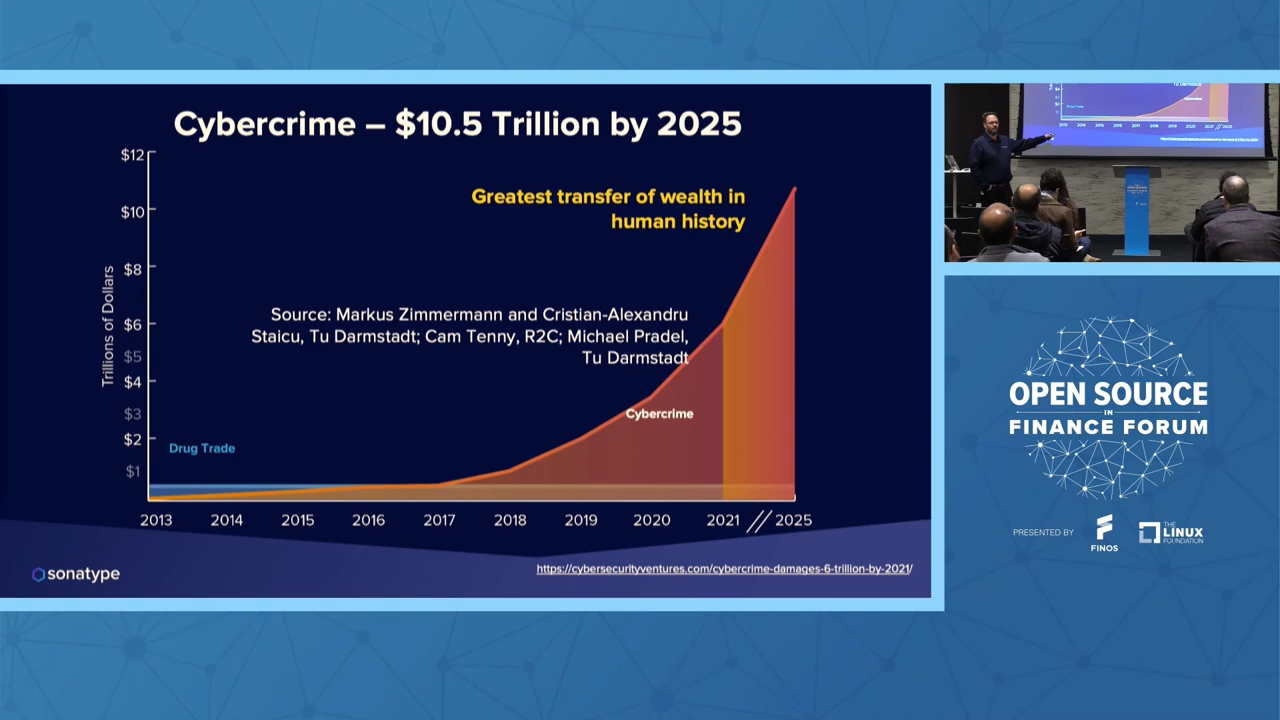 Cybercrime – $10.5 Trillion by 2025
$12
$10
$8
$6
$5
$4
$3
$2
$1
Trillions of Dollars
Greatest transfer of wealth in
human history
Source: Markus Zimmermann and Cristian-Alexandru
Staicu, Tu Darmstadt; Cam Tenny, R2C; Michael Pradel,
Tu Darmstadt
Cybercrime
Drug Trade
2013 2014 2015 2016 2017 2018 2019 2020 2021 // 2025
sonatype
https://cybersecurityventures.com/cybercrime-damages-6-trillion-by-2021/
OPEN SOURCE
IN
FINANCE FORUM
PRESENTED BY
FINOS
THE
LINUX
FOUNDATION